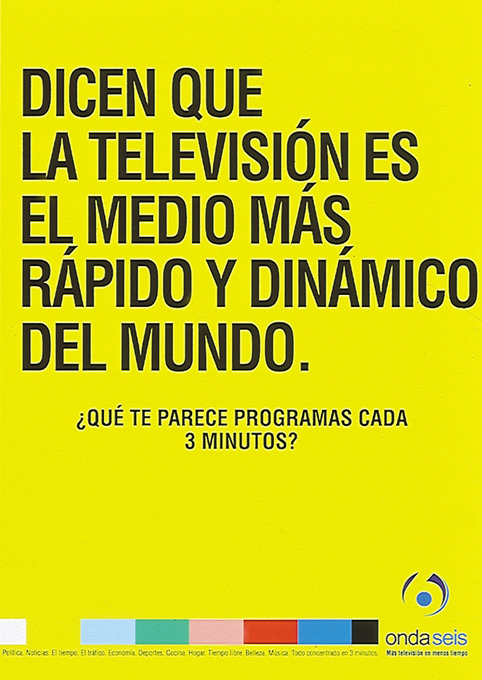 DICEN QUE
LA TELEVISIÓN ES
EL MEDIO MÁS
RÁPIDO Y DINÁMICO
DEL MUNDO.
¿QUÉ TE PARECE PROGRAMAS CADA
3 MINUTOS?
ondaseis
Más televisión en menos tiempo
Política. Noticias. El tiempo. El tráfico. Economía. Deportes. Cocina. Hogar. Tiempo libre. Belleza. Música. Todo concentrado en 3 minutos.